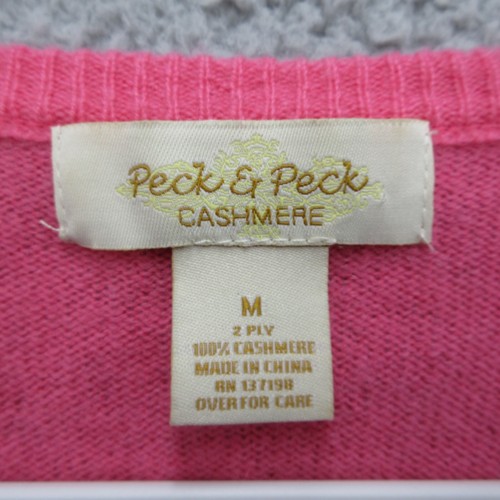 Peck & Peck
CASHMERE
M
2 PLY
100% CASHMERE
MADE IN CHINA
RN 137198
OVER FOR CARE